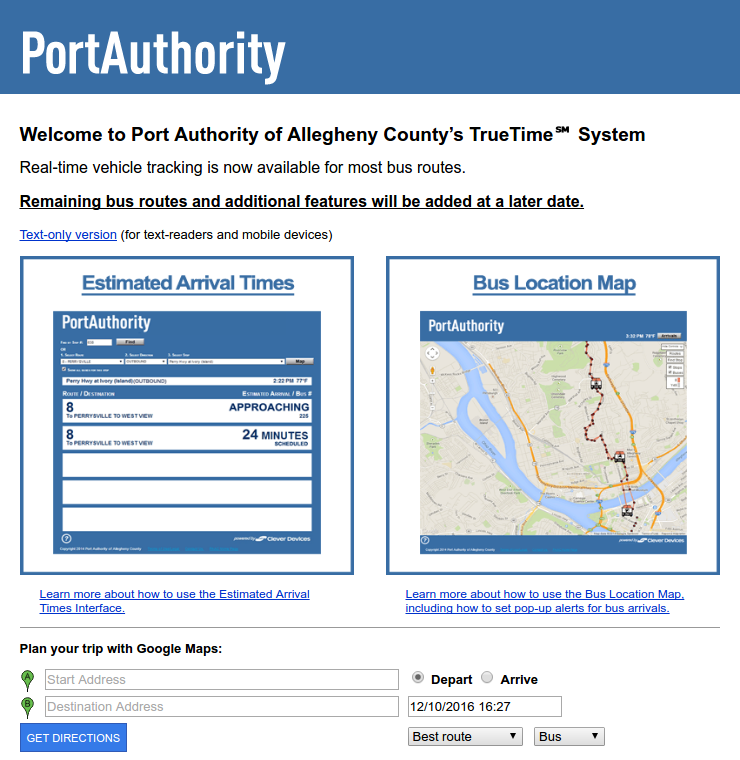 PortAuthority
Welcome to Port Authority of Allegheny County’s TrueTime℠ System
Real-time vehicle tracking is now available for most bus routes.
Remaining bus routes and additional features will be added at a later date.
Text-only version (for text-readers and mobile devices)
Estimated Arrival Times
PortAuthority
Find
Map
Perry Hwy at Ivory (Island)(OUTBOUND) 2:22 PM 77°F
Route / Destination Estimated Arrival / Bus #
8 APPROACHING
To PERRYSVILLE TO WEST VIEW 225
8 24 MINUTES
To PERRYSVILLE TO WEST VIEW SCHEDULED
powered by Clever Devices
Bus Location Map
PortAuthority
3:32 PM 78°F Arrivals
powered by Clever Devices
Learn more about how to use the Estimated Arrival
Times Interface.
Learn more about how to use the Bus Location Map,
including how to set pop-up alerts for bus arrivals.
Plan your trip with Google Maps:
A Start Address Depart Arrive
B Destination Address 12/10/2016 16:27
GET DIRECTIONS Best route Bus